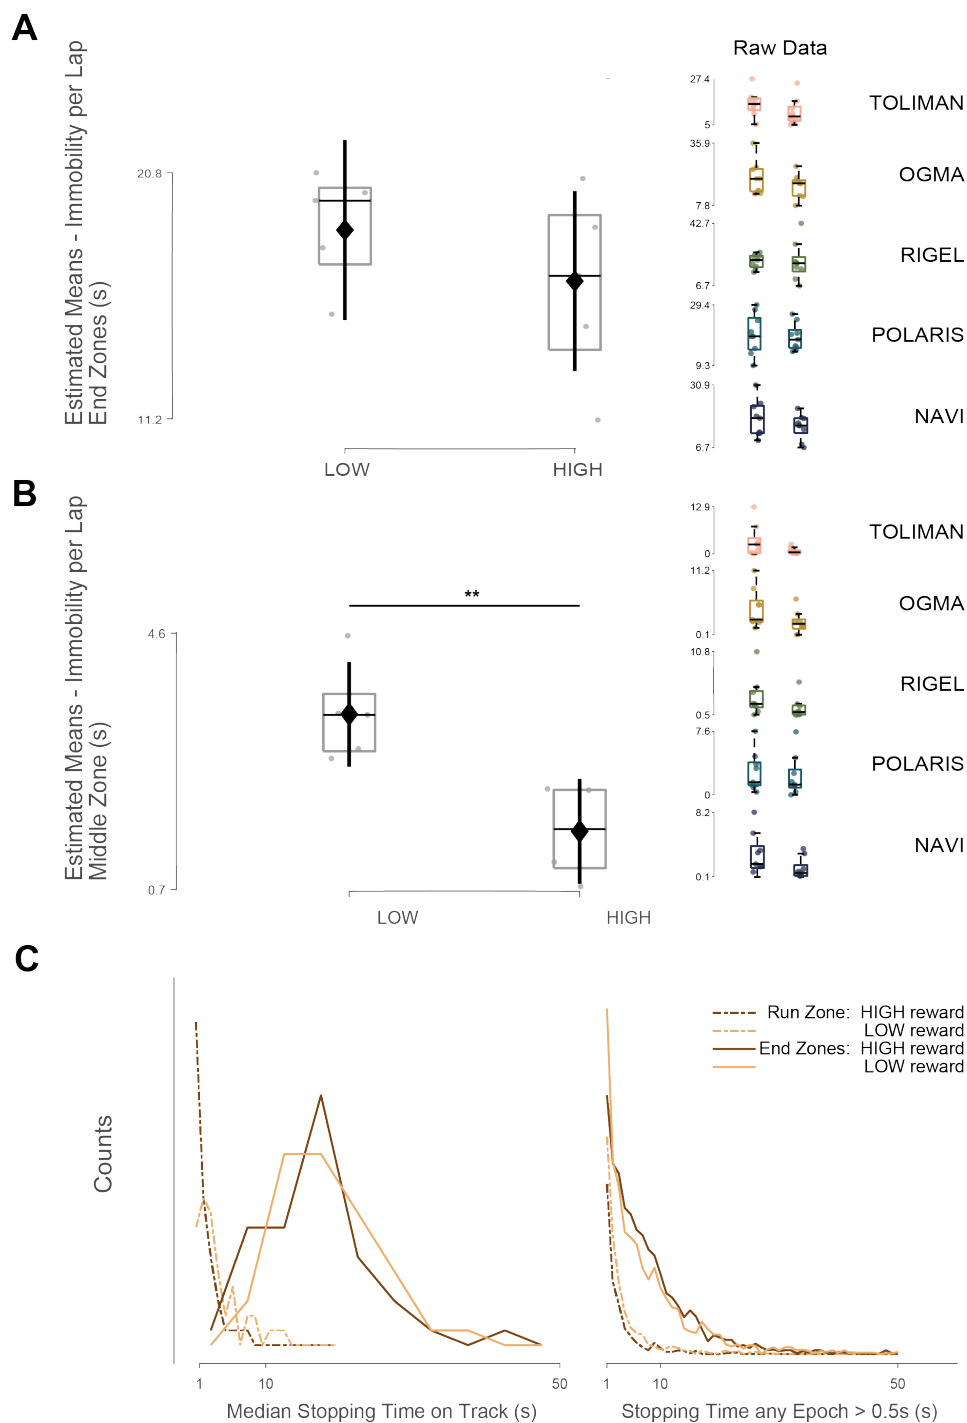 A
Estimated Means - Immobility per Lap
End Zones (s)
20.8
11.2
LOW
HIGH
Raw Data
27.4
5
TOLIMAN
35.9
7.8
OGMA
42.7
6.7
RIGEL
29.4
9.3
POLARIS
30.9
6.7
NAVI
B
Estimated Means - Immobility per Lap
Middle Zone (s)
4.6
0.7
**
LOW
HIGH
12.9
0
TOLIMAN
11.2
0.1
OGMA
10.8
0.5
RIGEL
7.6
0
POLARIS
8.2
0.1
NAVI
C
Counts
Run Zone: HIGH reward
LOW reward
End Zones: HIGH reward
LOW reward
1
10
50
Median Stopping Time on Track (s)
1
10
50
Stopping Time any Epoch > 0.5s (s)